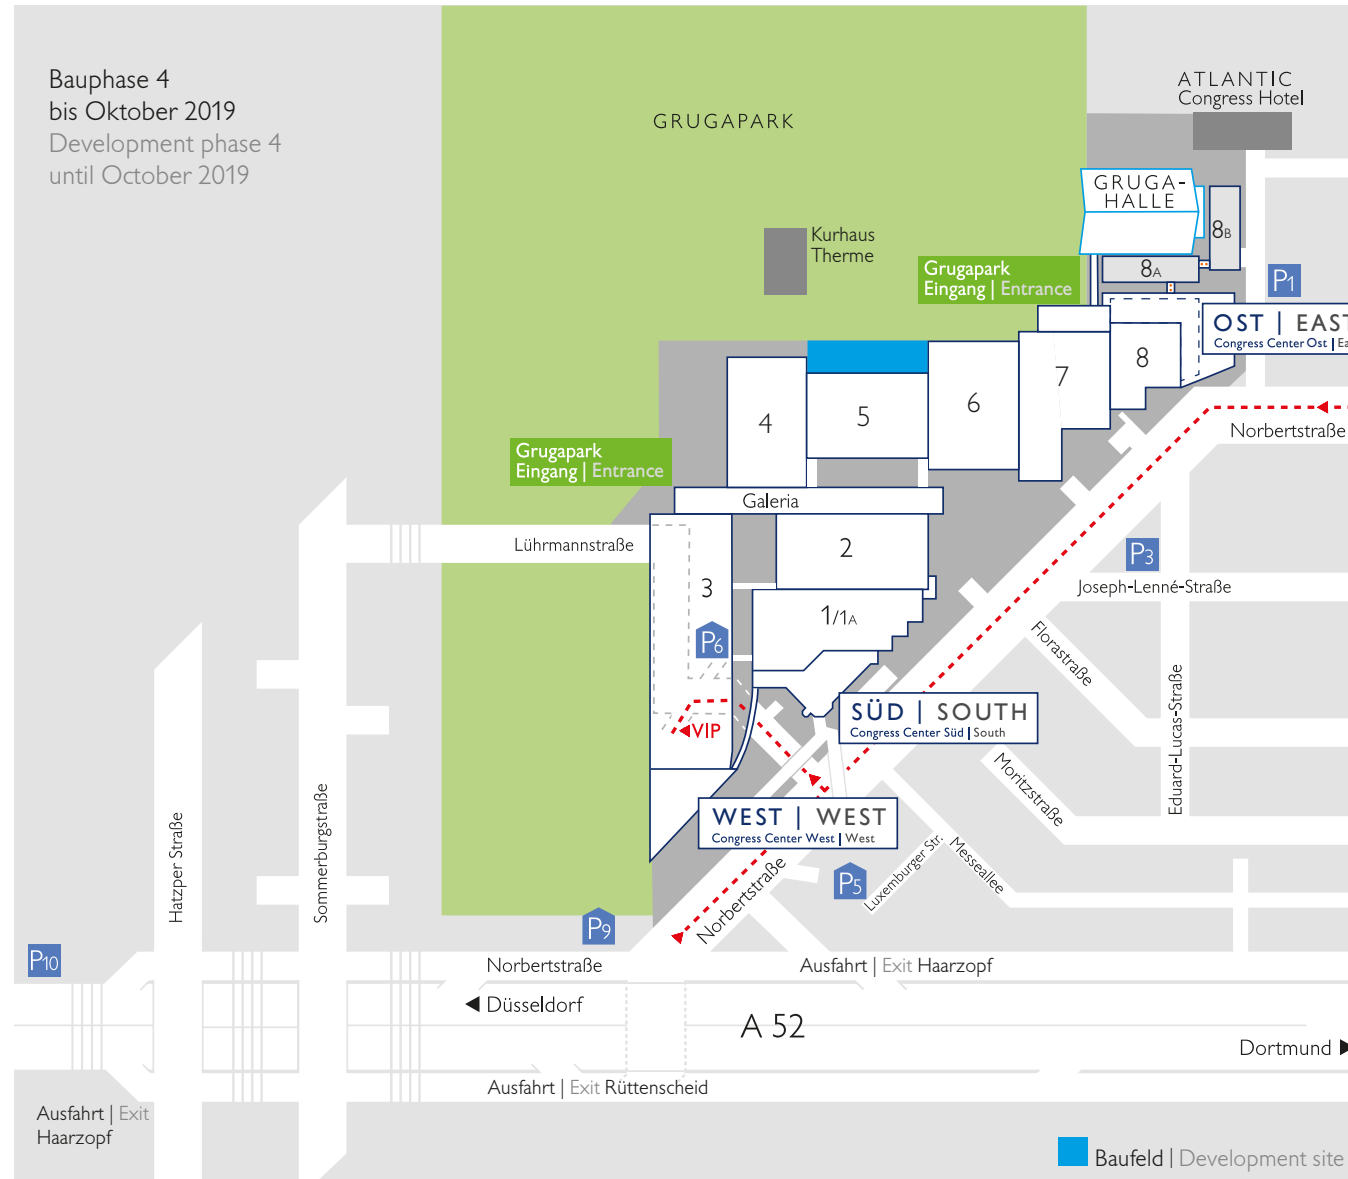 Bauphase 4
bis Oktober 2019
Development phase 4
until October 2019
GRUGAPARK
ATLANTIC
Congress Hotel
GRUGA-
HALLE
8B
8A
Kurhaus
Therme
Grugapark
Eingang | Entrance
P1
OST | EAST
Congress Center Ost | Ea
4
5
6
7
8
Norbertstraße
Grugapark
Eingang | Entrance
Galeria
Lührmannstraße
2
3
1/1A
P6
P3
Joseph-Lenné-Straße
Florastraße
Eduard-Lucas-Straße
Moritzstraße
SÜD | SOUTH
Congress Center Süd | South
VIP
WEST | WEST
Congress Center West | West
Hatzper Straße
Sommerburgstraße
Luxemburger Str.
Messeallee
P5
Norbertstraße
P9
P10
Norbertstraße
Ausfahrt | Exit Haarzopf
Düsseldorf
A 52
Dortmund
Ausfahrt | Exit Rüttenscheid
Ausfahrt | Exit
Haarzopf
Baufeld | Development site